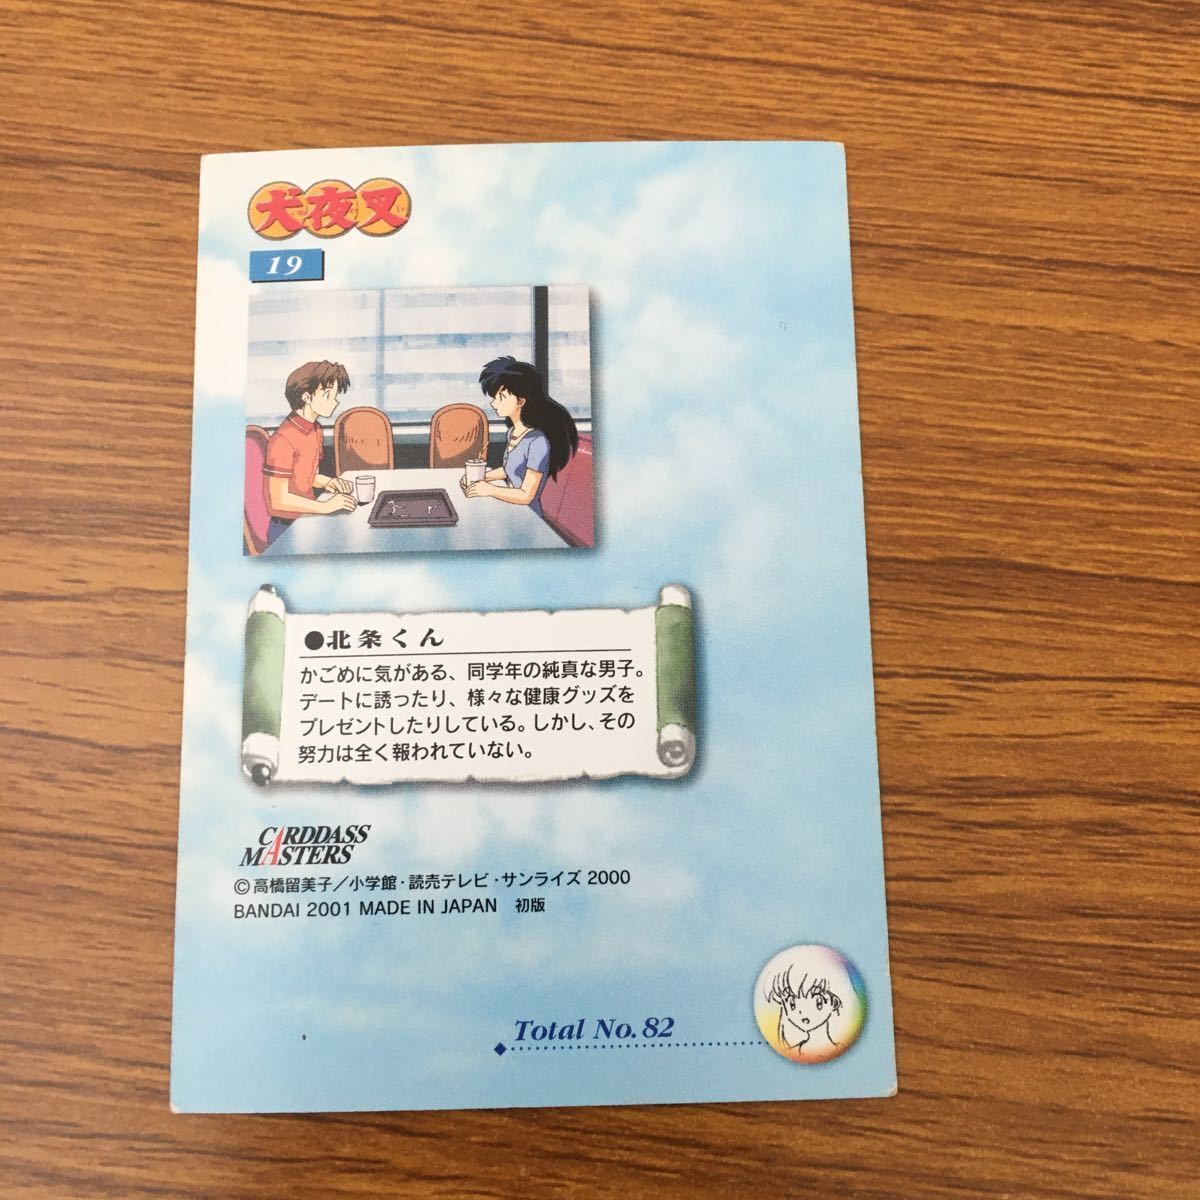 犬夜叉
19
●北条くん
かごめに気がある、同学年の純真な男子。
デートに誘ったり、様々な健康グッズを
プレゼントしたりしている。しかし、その
努力は全く報われていない。
CARDDASS
MASTERS
©高橋留美子／小学館・読売テレビ・サンライズ 2000
BANDAI 2001 MADE IN JAPAN 初版
Total No. 82